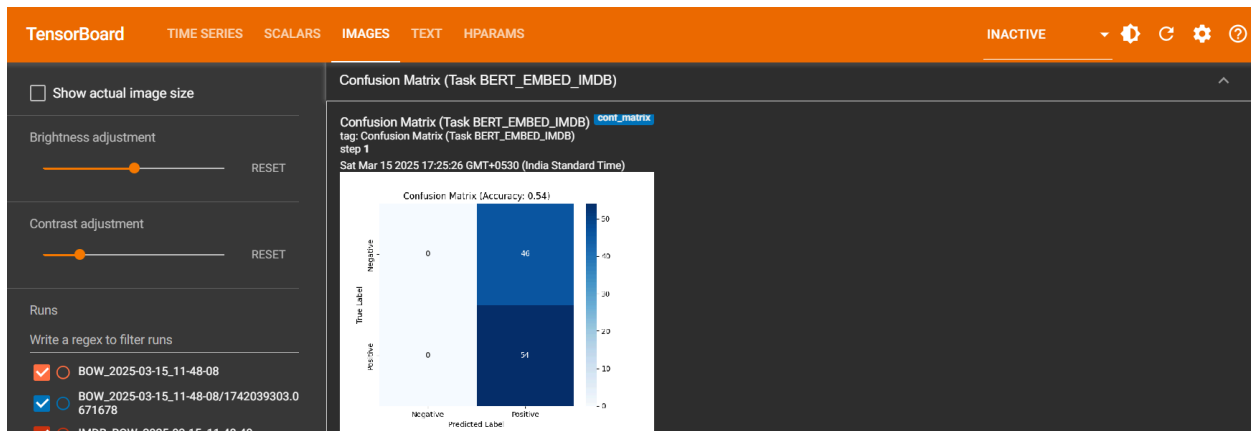 TensorBoard TIME SERIES SCALARS IMAGES TEXT HPARAMS INACTIVE
Show actual image size
Brightness adjustment
RESET
Contrast adjustment
RESET
Runs
Write a regex to filter runs
BOW_2025-03-15_11-48-08
BOW_2025-03-15_11-48-08/1742039303.0
671678
Confusion Matrix (Task BERT_EMBED_IMDB)
Confusion Matrix (Task BERT_EMBED_IMDB) conf_matrix
tag: Confusion Matrix (Task BERT_EMBED_IMDB)
step 1
Sat Mar 15 2025 17:25:26 GMT+0530 (India Standard Time)
Confusion Matrix (Accuracy: 0.54)
True Label
Negative
0 46
Positive
0 54
Negative Positive
Predicted Label
50
40
30
20
10
0